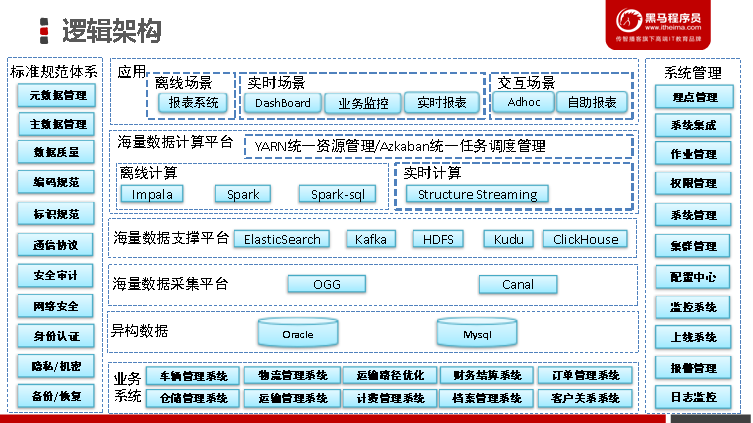 逻辑架构
黑马程序员
www.itheima.com
传智播客旗下高端IT教育品牌
标准规范体系
元数据管理
主数据管理
数据质量
编码规范
标识规范
通信协议
安全审计
网络安全
身份认证
隐私/机密
备份/恢复
应用
离线场景
报表系统
实时场景
DashBoard
业务监控
实时报表
交互场景
Adhoc
自助报表
海量数据计算平台
YARN统一资源管理/Azkaban统一任务调度管理
离线计算
Impala
Spark
Spark-sql
实时计算
Structure Streaming
海量数据支撑平台
ElasticSearch
Kafka
HDFS
Kudu
ClickHouse
海量数据采集平台
OGG
Canal
异构数据
Oracle
Mysql
业务
系统
车辆管理系统
物流管理系统
运输路径优化
财务结算系统
订单管理系统
仓储管理系统
运输管理系统
计费管理系统
档案管理系统
客户关系系统
系统管理
埋点管理
系统集成
作业管理
权限管理
系统管理
集群管理
配置中心
监控系统
上线系统
报警管理
日志监控